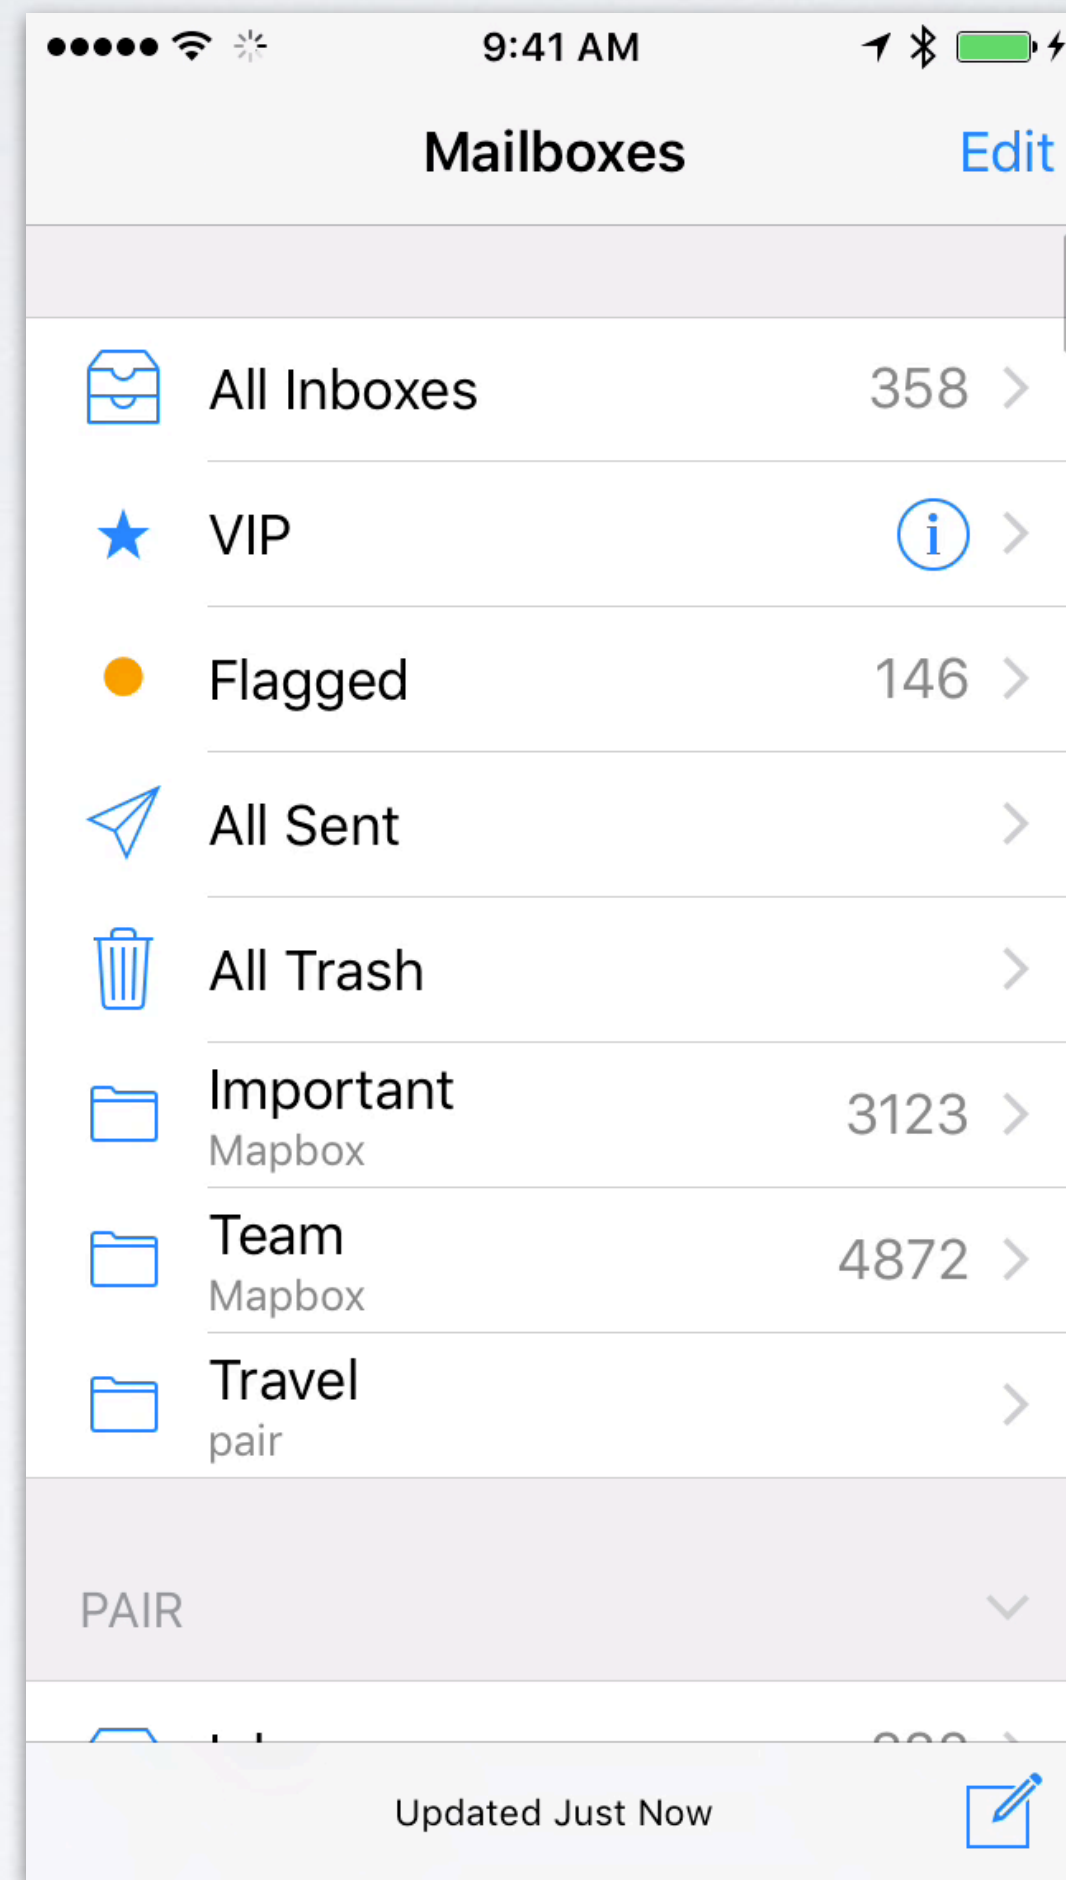 9:41 AM
Mailboxes
Edit
All Inboxes 358
VIP
Flagged 146
All Sent
All Trash
Important 3123
Mapbox
Team 4872
Mapbox
Travel
pair
PAIR
Updated Just Now